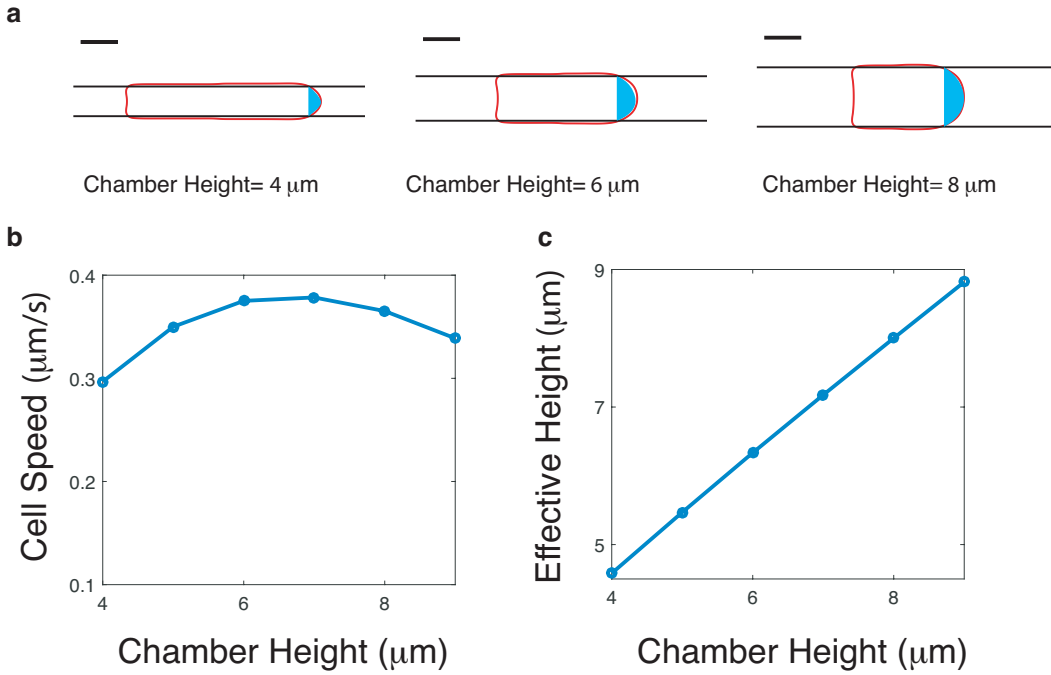 a
Chamber Height= 4 μm
Chamber Height= 6 μm
Chamber Height= 8 μm
b
c
Cell Speed (μm/s)
0.4
0.3
0.2
0.1
4
6
8
Chamber Height (μm)
Effective Height (μm)
9
7
5
4
6
8
Chamber Height (μm)